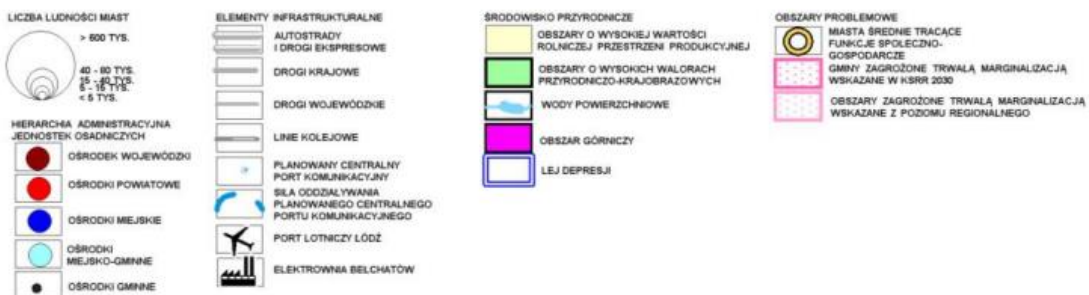 LICZBA LUDNOŚCI MIAST
> 600 TYS.
40 - 80 TYS.
15 - 40 TYS.
5 - 15 TYS.
< 5 TYS.
HIERARCHIA ADMINISTRACYJNA
JEDNOSTEK OSADNICZYCH
OŚRODEK WOJEWÓDZKI
OŚRODKI POWIATOWE
OŚRODKI MIEJSKIE
OŚRODKI
MIEJSKO-GMINNE
OŚRODKI GMINNE
ELEMENTY INFRASTRUKTURALNE
AUTOSTRADY
I DROGI EKSPRESOWE
DROGI KRAJOWE
DROGI WOJEWÓDZKIE
LINIE KOLEJOWE
PLANOWANY CENTRALNY
PORT KOMUNIKACYJNY
SIŁA ODDZIAŁYWANIA
PLANOWANEGO CENTRALNEGO
PORTU KOMUNIKACYJNEGO
PORT LOTNICZY ŁÓDŹ
ELEKTROWNIA BEŁCHATÓW
ŚRODOWISKO PRZYRODNICZE
OBSZARY O WYSOKIEJ WARTOŚCI
ROLNICZEJ PRZESTRZENI PRODUKCYJNEJ
OBSZARY O WYSOKICH WALORACH
PRZYRODNICZO-KRAJOBRAZOWYCH
WODY POWIERZCHNIOWE
OBSZAR GÓRNICZY
LEJ DEPRESJI
OBSZARY PROBLEMOWE
MIASTA ŚREDNIE TRACĄCE
FUNKCJE SPOŁECZNO-
GOSPODARCZE
GMINY ZAGROŻONE TRWAŁĄ MARGINALIZACJĄ
WSKAZANE W KSRR 2030
OBSZARY ZAGROŻONE TRWAŁĄ MARGINALIZACJĄ
WSKAZANE Z POZIOMU REGIONALNEGO